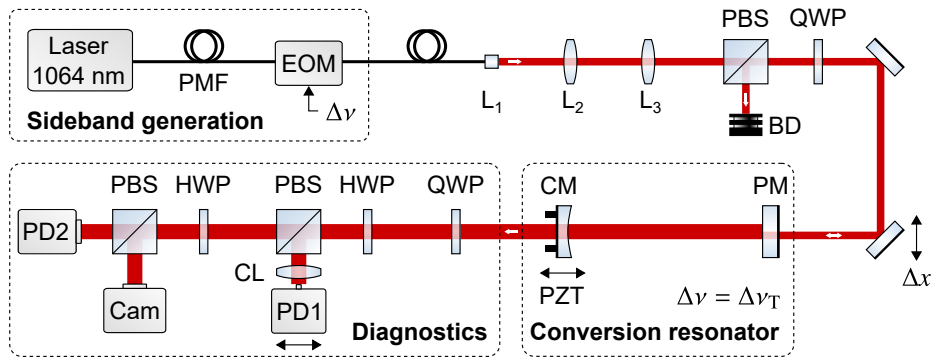 Laser
1064 nm
PMF
EOM
Δν
Sideband generation
L1
L2
L3
PBS
QWP
BD
Δx
PBS
HWP
PBS
HWP
QWP
CM
PM
PD2
Cam
CL
PD1
Diagnostics
PZT
Δν = ΔνT
Conversion resonator